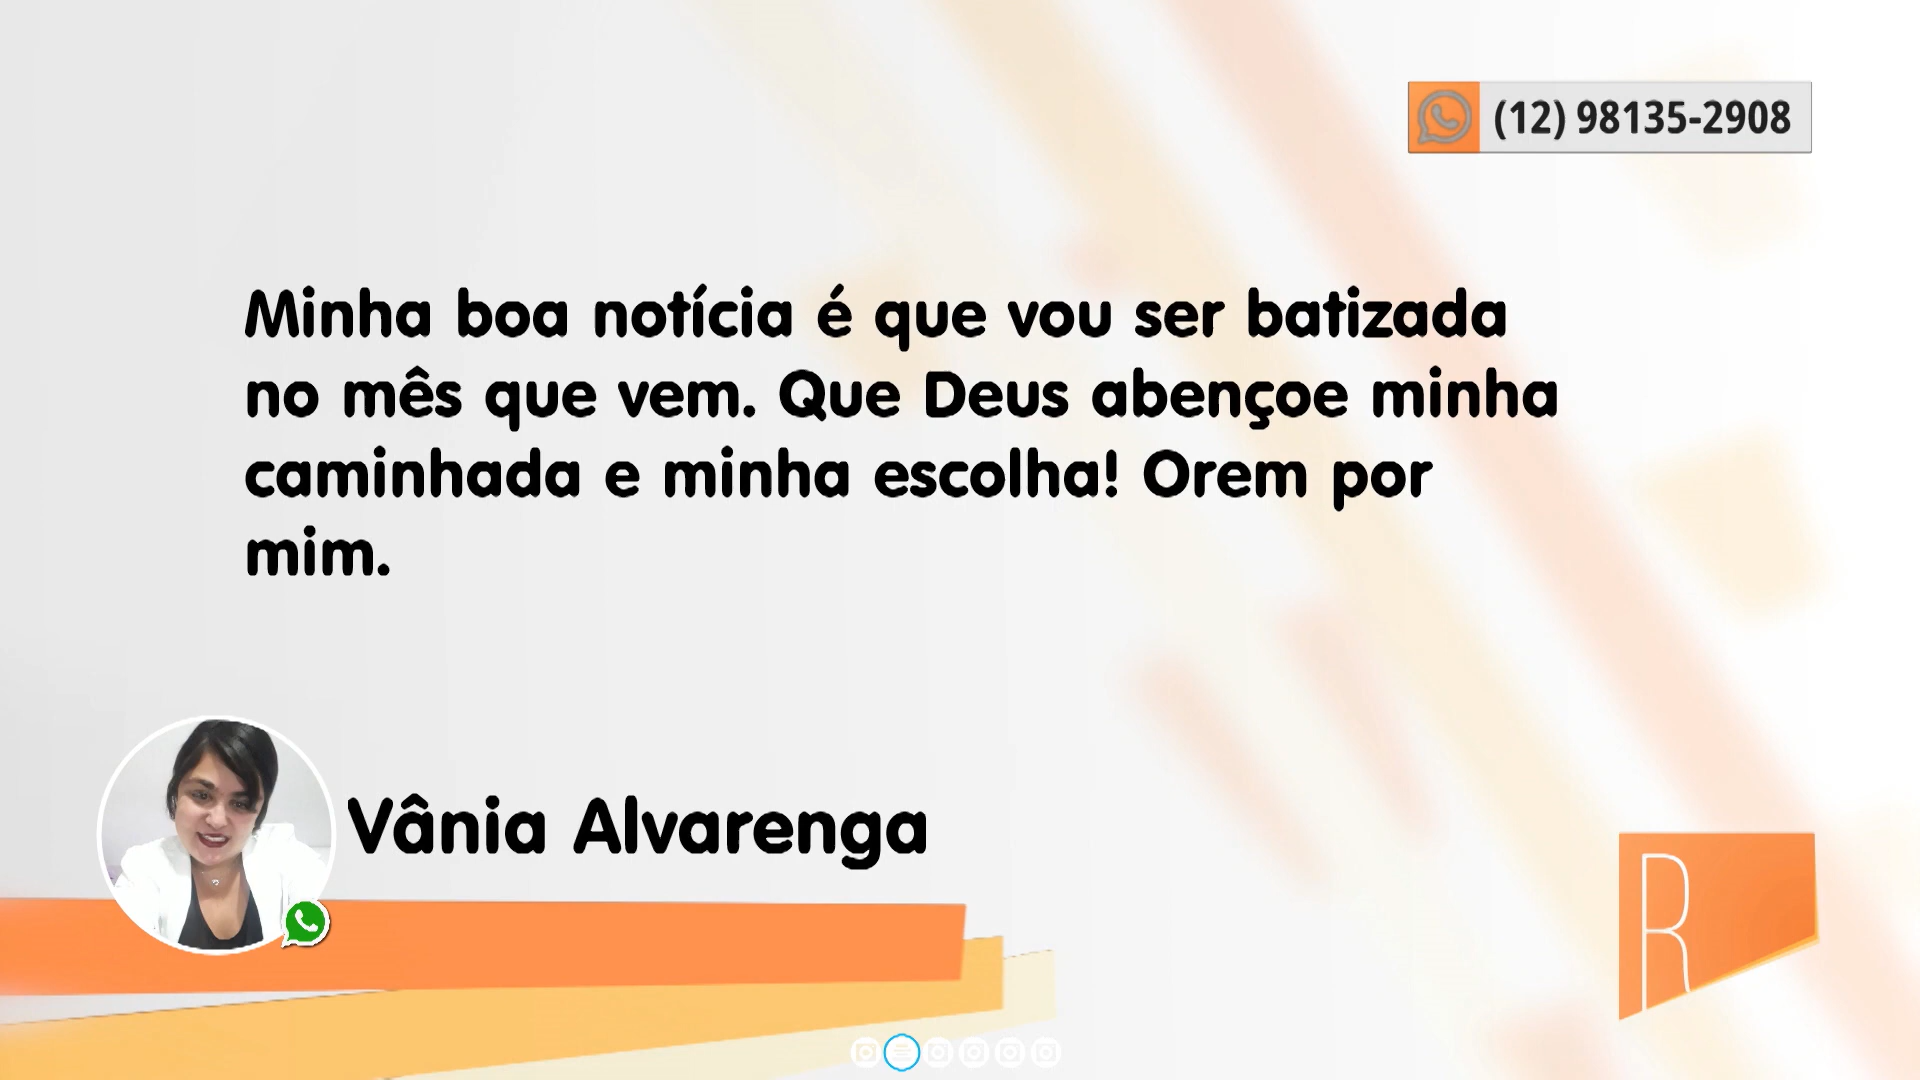 (12) 98135-2908
Minha boa notícia é que vou ser batizada
no mês que vem. Que Deus abençoe minha
caminhada e minha escolha! Orem por
mim.
Vânia Alvarenga
R